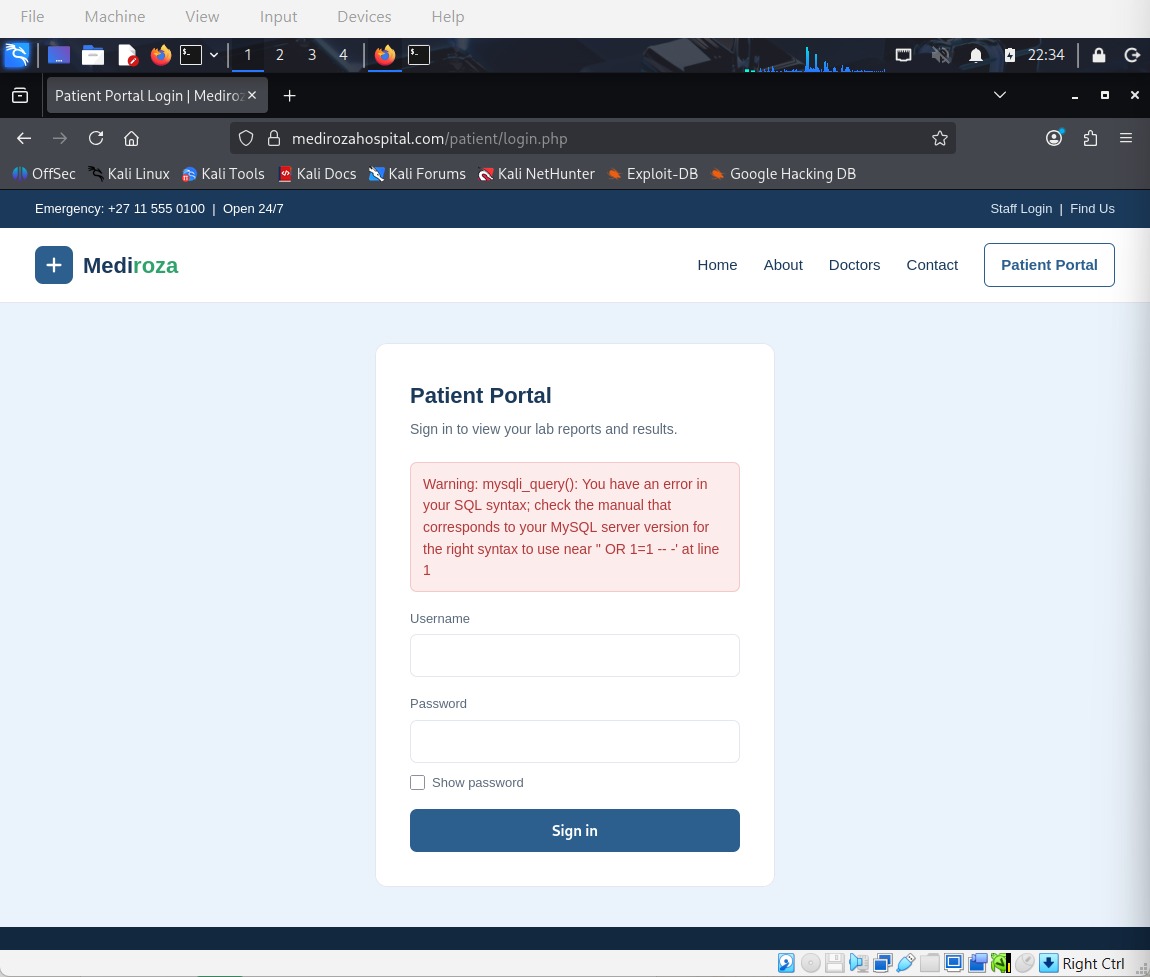 File Machine View Input Devices Help
1 2 3 4 22:34
Patient Portal Login | Mediroz
medirozahospital.com/patient/login.php
OffSec Kali Linux Kali Tools Kali Docs Kali Forums Kali NetHunter Exploit-DB Google Hacking DB
Emergency: +27 11 555 0100 | Open 24/7 Staff Login | Find Us
Mediroza Home About Doctors Contact Patient Portal
Patient Portal
Sign in to view your lab reports and results.
Warning: mysqli_query(): You have an error in
your SQL syntax; check the manual that
corresponds to your MySQL server version for
the right syntax to use near '' OR 1=1 -- -' at line
1
Username
Password
Show password
Sign in
Right Ctrl